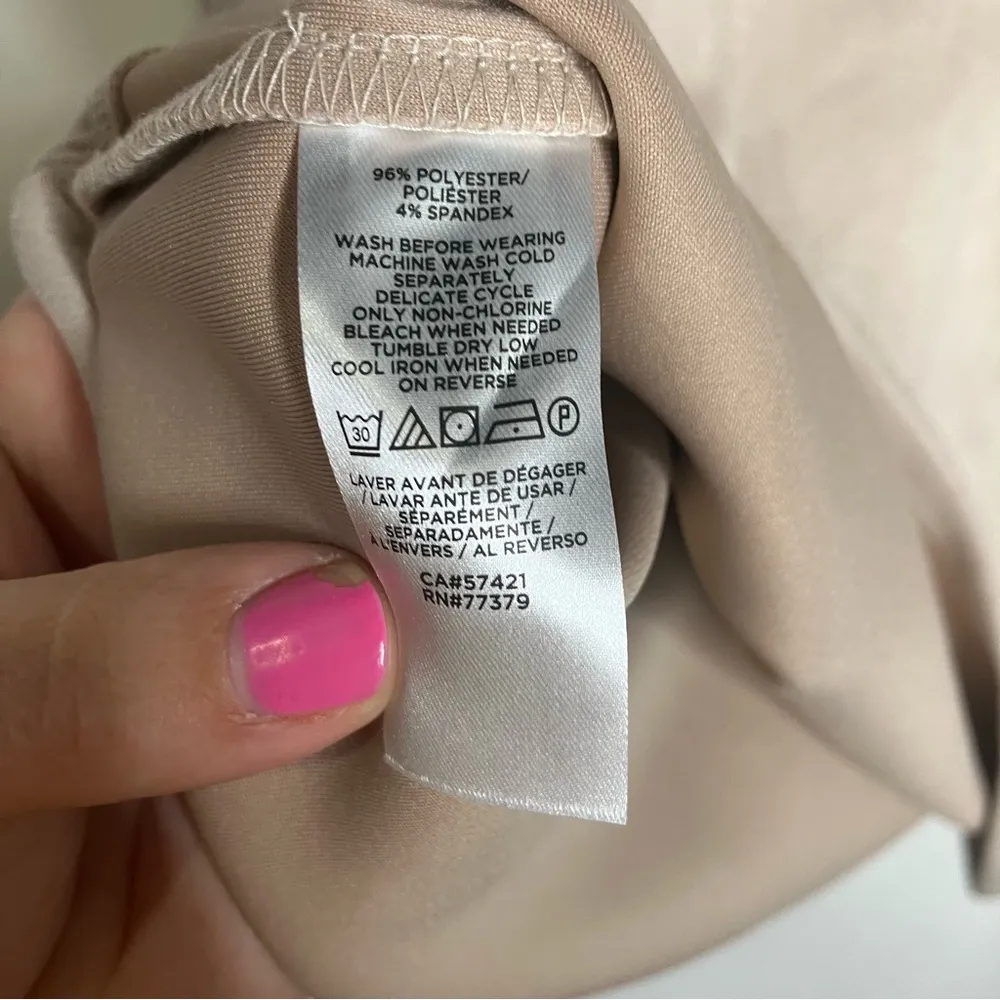 96% POLYESTER/
POLIÉSTER
4% SPANDEX
WASH BEFORE WEARING
MACHINE WASH COLD
SEPARATELY
DELICATE CYCLE
ONLY NON-CHLORINE
BLEACH WHEN NEEDED
TUMBLE DRY LOW
COOL IRON WHEN NEEDED
ON REVERSE
30 P
LAVER AVANT DE DÉGAGER
/ LAVAR ANTE DE USAR /
SÉPARÉMENT /
SEPARADAMENTE /
À L'ENVERS / AL REVERSO
CA#57421
RN#77379